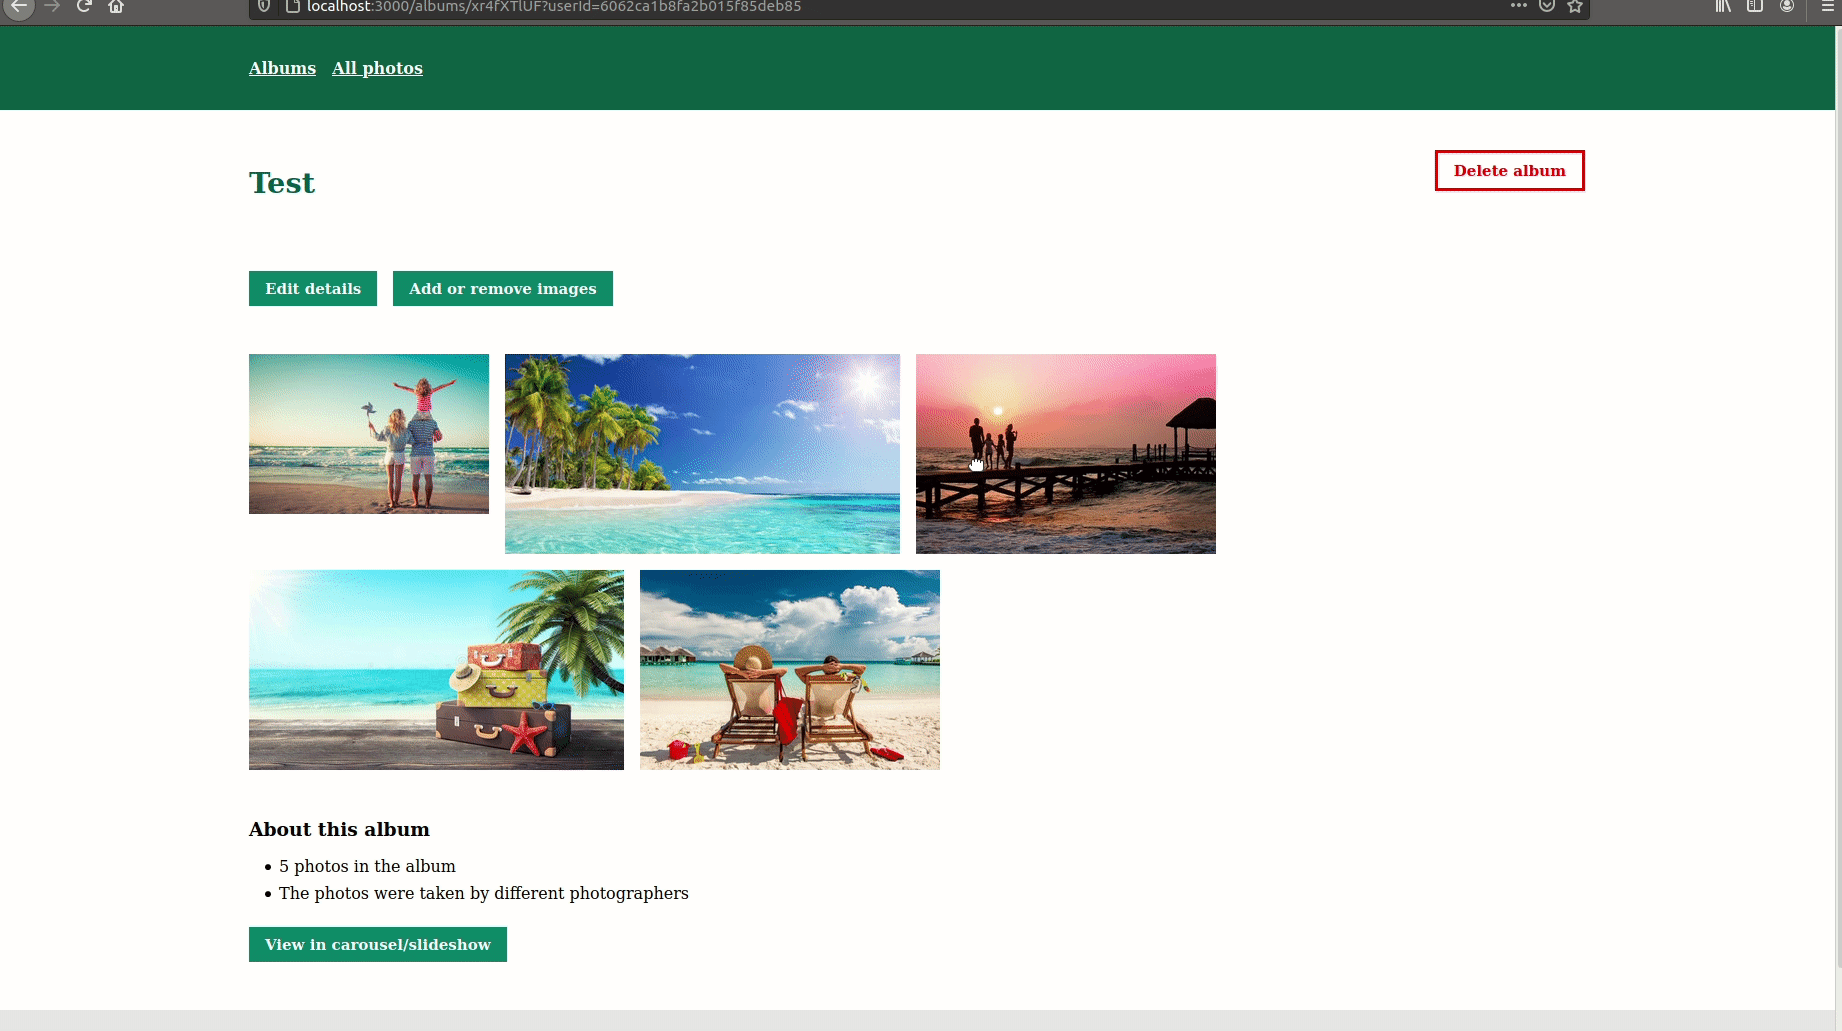 localhost:3000/albums/xr4fXTlUF?userId=6062ca1b8fa2b015f85deb85
Albums All photos
Test
Delete album
Edit details Add or remove images
About this album
• 5 photos in the album
• The photos were taken by different photographers
View in carousel/slideshow